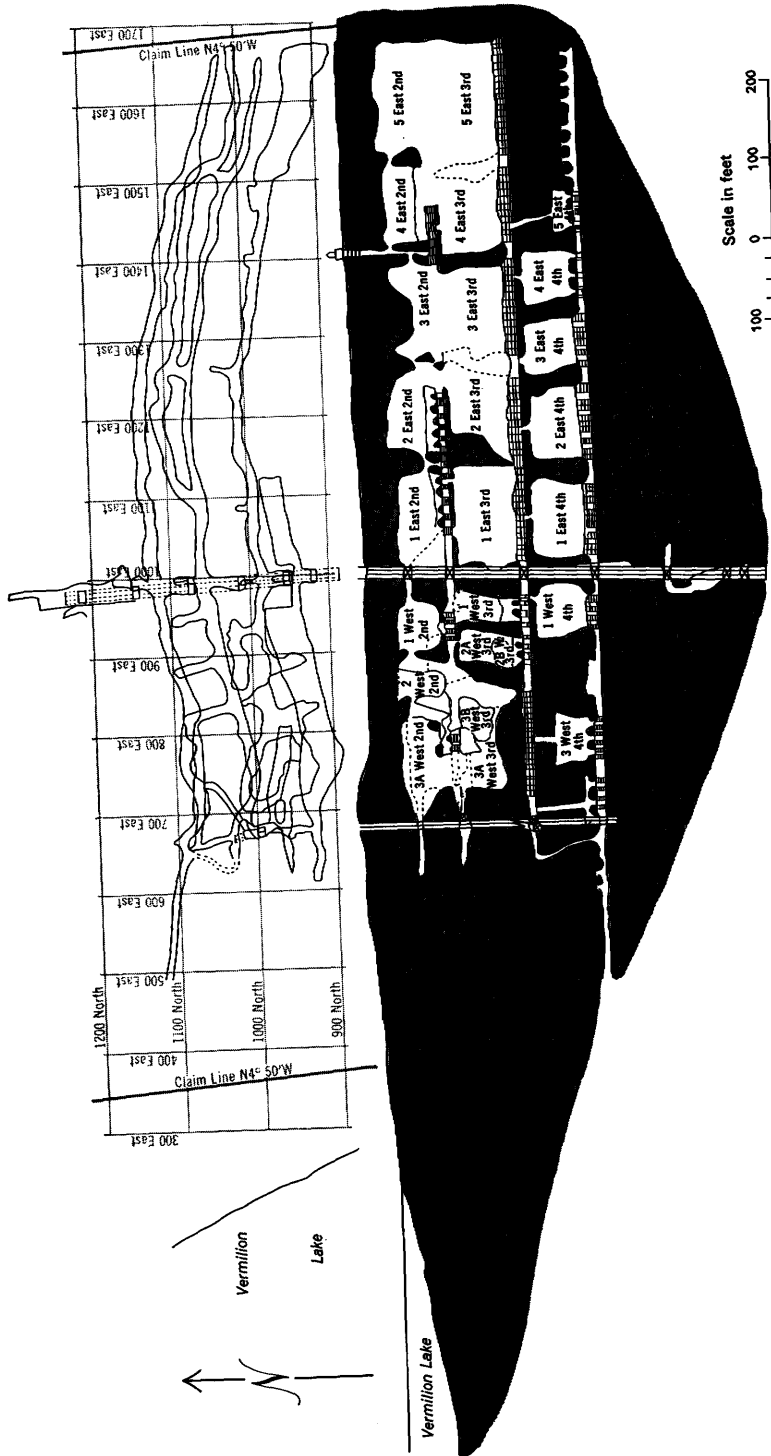 1700 East
Claim Line N4° 50'W
1600 East
1500 East
1400 East
1300 East
1200 East
1100 East
1000 East
900 East
800 East
700 East
600 East
500 East
400 East
Claim Line N4° 50'W
300 East
1200 North
1100 North
1000 North
900 North
Vermilion
Lake
Vermilion Lake
5 East 2nd
5 East 3rd
4 East 2nd
4 East 3rd
5 East
4th
3 East 2nd
3 East 3rd
4 East
4th
3 East
4th
2 East 2nd
2 East 3rd
2 East 4th
1 East 2nd
1 East 3rd
1 East 4th
1 West
2nd
1
West
3rd
1 West
4th
2
West
2nd
2A
West
3rd
2B W
3rd
3A West 2nd
3B
West
3rd
3A
West 3rd
3 West
4th
Scale in feet
100 0 100 200